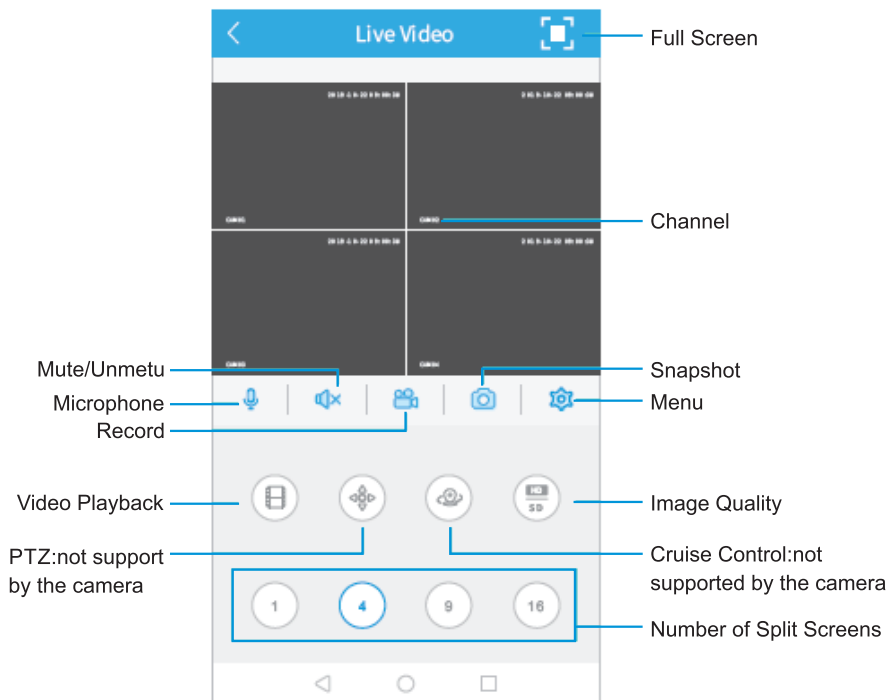 Live Video
Full Screen
Channel
Mute/Unmetu
Snapshot
Microphone
Menu
Record
HD
SD
Video Playback
Image Quality
PTZ:not support
by the camera
Cruise Control:not
supported by the camera
1
4
9
16
Number of Split Screens